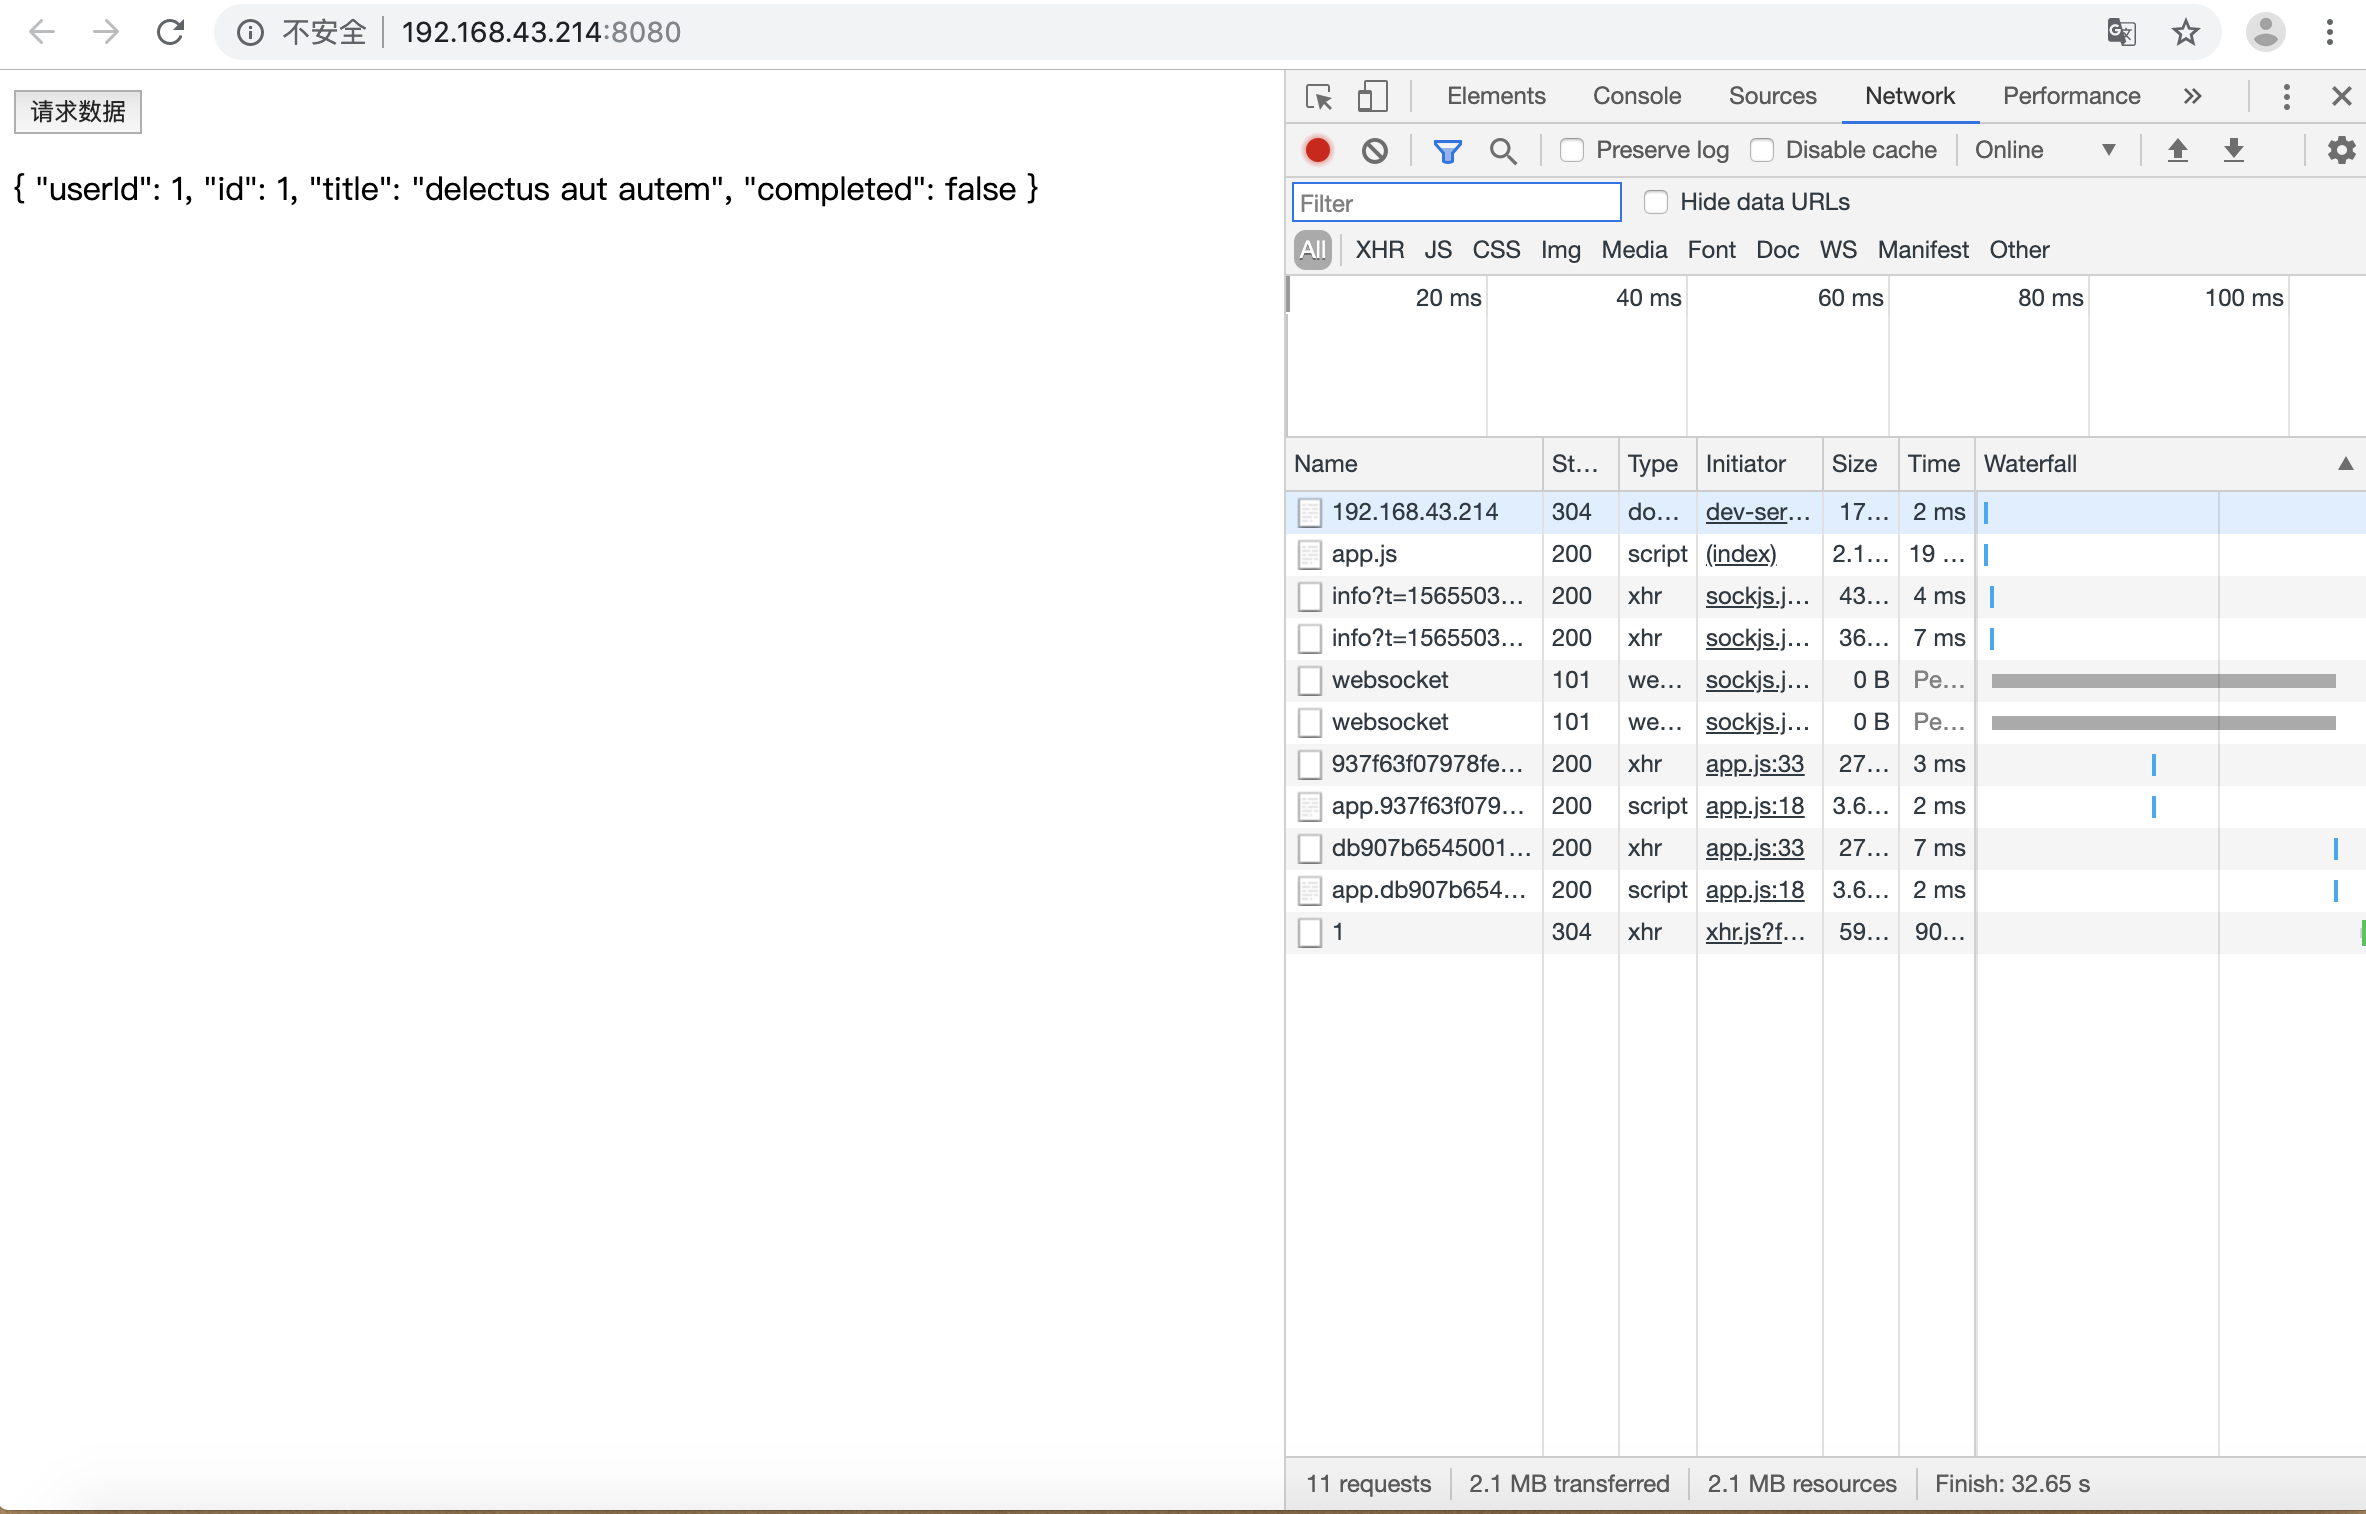 不安全 192.168.43.214:8080
请求数据
{ "userId": 1, "id": 1, "title": "delectus aut autem", "completed": false }
Elements Console Sources Network Performance
Preserve log Disable cache Online
Filter Hide data URLs
All XHR JS CSS Img Media Font Doc WS Manifest Other
20 ms 40 ms 60 ms 80 ms 100 ms
Name St... Type Initiator Size Time Waterfall
192.168.43.214 304 do... dev-ser... 17... 2 ms
app.js 200 script (index) 2.1... 19 ...
info?t=1565503... 200 xhr sockjs.j... 43... 4 ms
info?t=1565503... 200 xhr sockjs.j... 36... 7 ms
websocket 101 we... sockjs.j... 0 B Pe...
websocket 101 we... sockjs.j... 0 B Pe...
937f63f07978fe... 200 xhr app.js:33 27... 3 ms
app.937f63f079... 200 script app.js:18 3.6... 2 ms
db907b6545001... 200 xhr app.js:33 27... 7 ms
app.db907b654... 200 script app.js:18 3.6... 2 ms
1 304 xhr xhr.js?f... 59... 90...
11 requests 2.1 MB transferred 2.1 MB resources Finish: 32.65 s